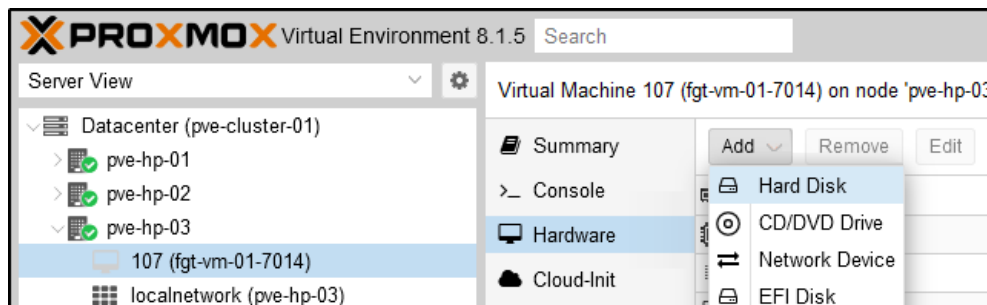 PROXMOX Virtual Environment 8.1.5 Search
Server View
Datacenter (pve-cluster-01)
pve-hp-01
pve-hp-02
pve-hp-03
107 (fgt-vm-01-7014)
localnetwork (pve-hp-03)
Virtual Machine 107 (fgt-vm-01-7014) on node 'pve-hp-03
Summary
Console
Hardware
Cloud-Init
Add Remove Edit
Hard Disk
CD/DVD Drive
Network Device
EFI Disk